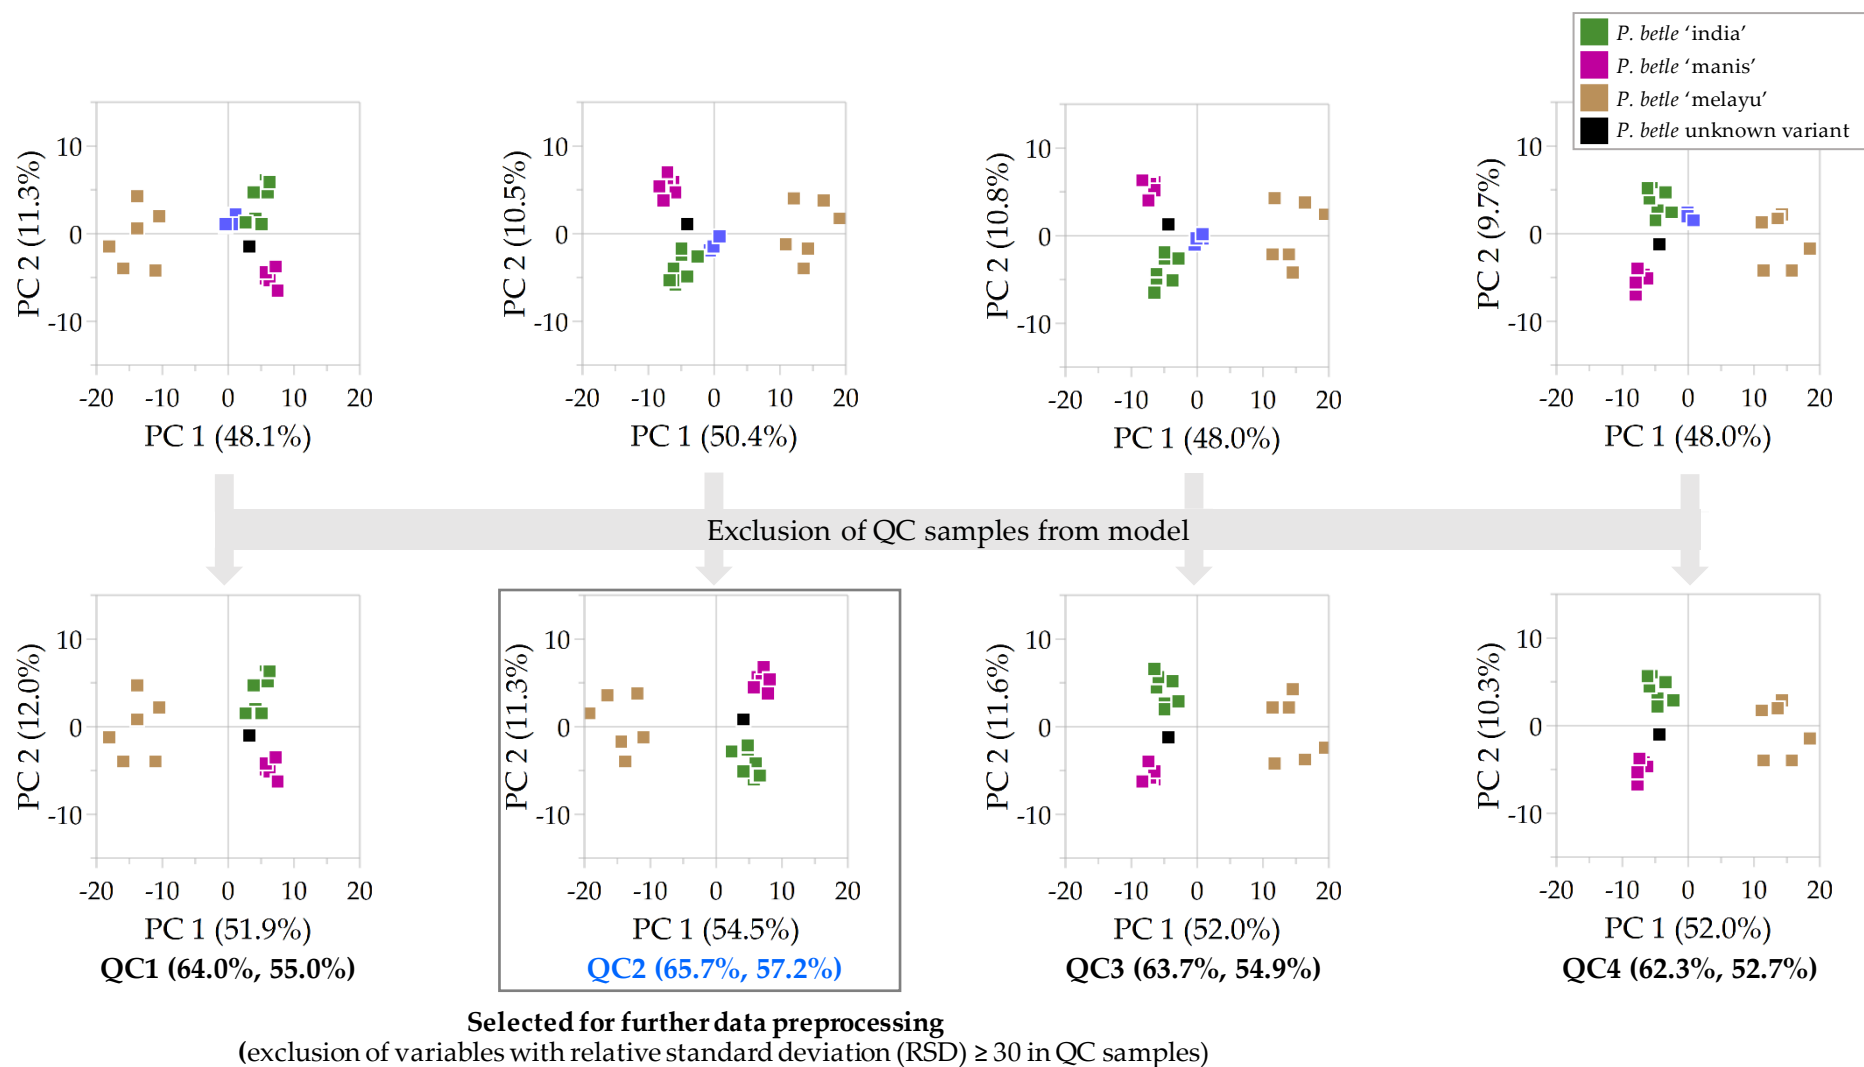 P. betle ‘india’
P. betle ‘manis’
P. betle ‘melayu’
P. betle unknown variant
PC 2 (11.3%)
10
0
-10
-20 -10 0 10 20
PC 1 (48.1%)
PC 2 (10.5%)
10
0
-10
-20 -10 0 10 20
PC 1 (50.4%)
PC 2 (10.8%)
10
0
-10
-20 -10 0 10 20
PC 1 (48.0%)
PC 2 (9.7%)
10
0
-10
-20 -10 0 10 20
PC 1 (48.0%)
Exclusion of QC samples from model
PC 2 (12.0%)
10
0
-10
-20 -10 0 10 20
PC 1 (51.9%)
QC1 (64.0%, 55.0%)
PC 2 (11.3%)
10
0
-10
-20 -10 0 10 20
PC 1 (54.5%)
QC2 (65.7%, 57.2%)
PC 2 (11.6%)
10
0
-10
-20 -10 0 10 20
PC 1 (52.0%)
QC3 (63.7%, 54.9%)
PC 2 (10.3%)
10
0
-10
-20 -10 0 10 20
PC 1 (52.0%)
QC4 (62.3%, 52.7%)
Selected for further data preprocessing
(exclusion of variables with relative standard deviation (RSD) ≥ 30 in QC samples)